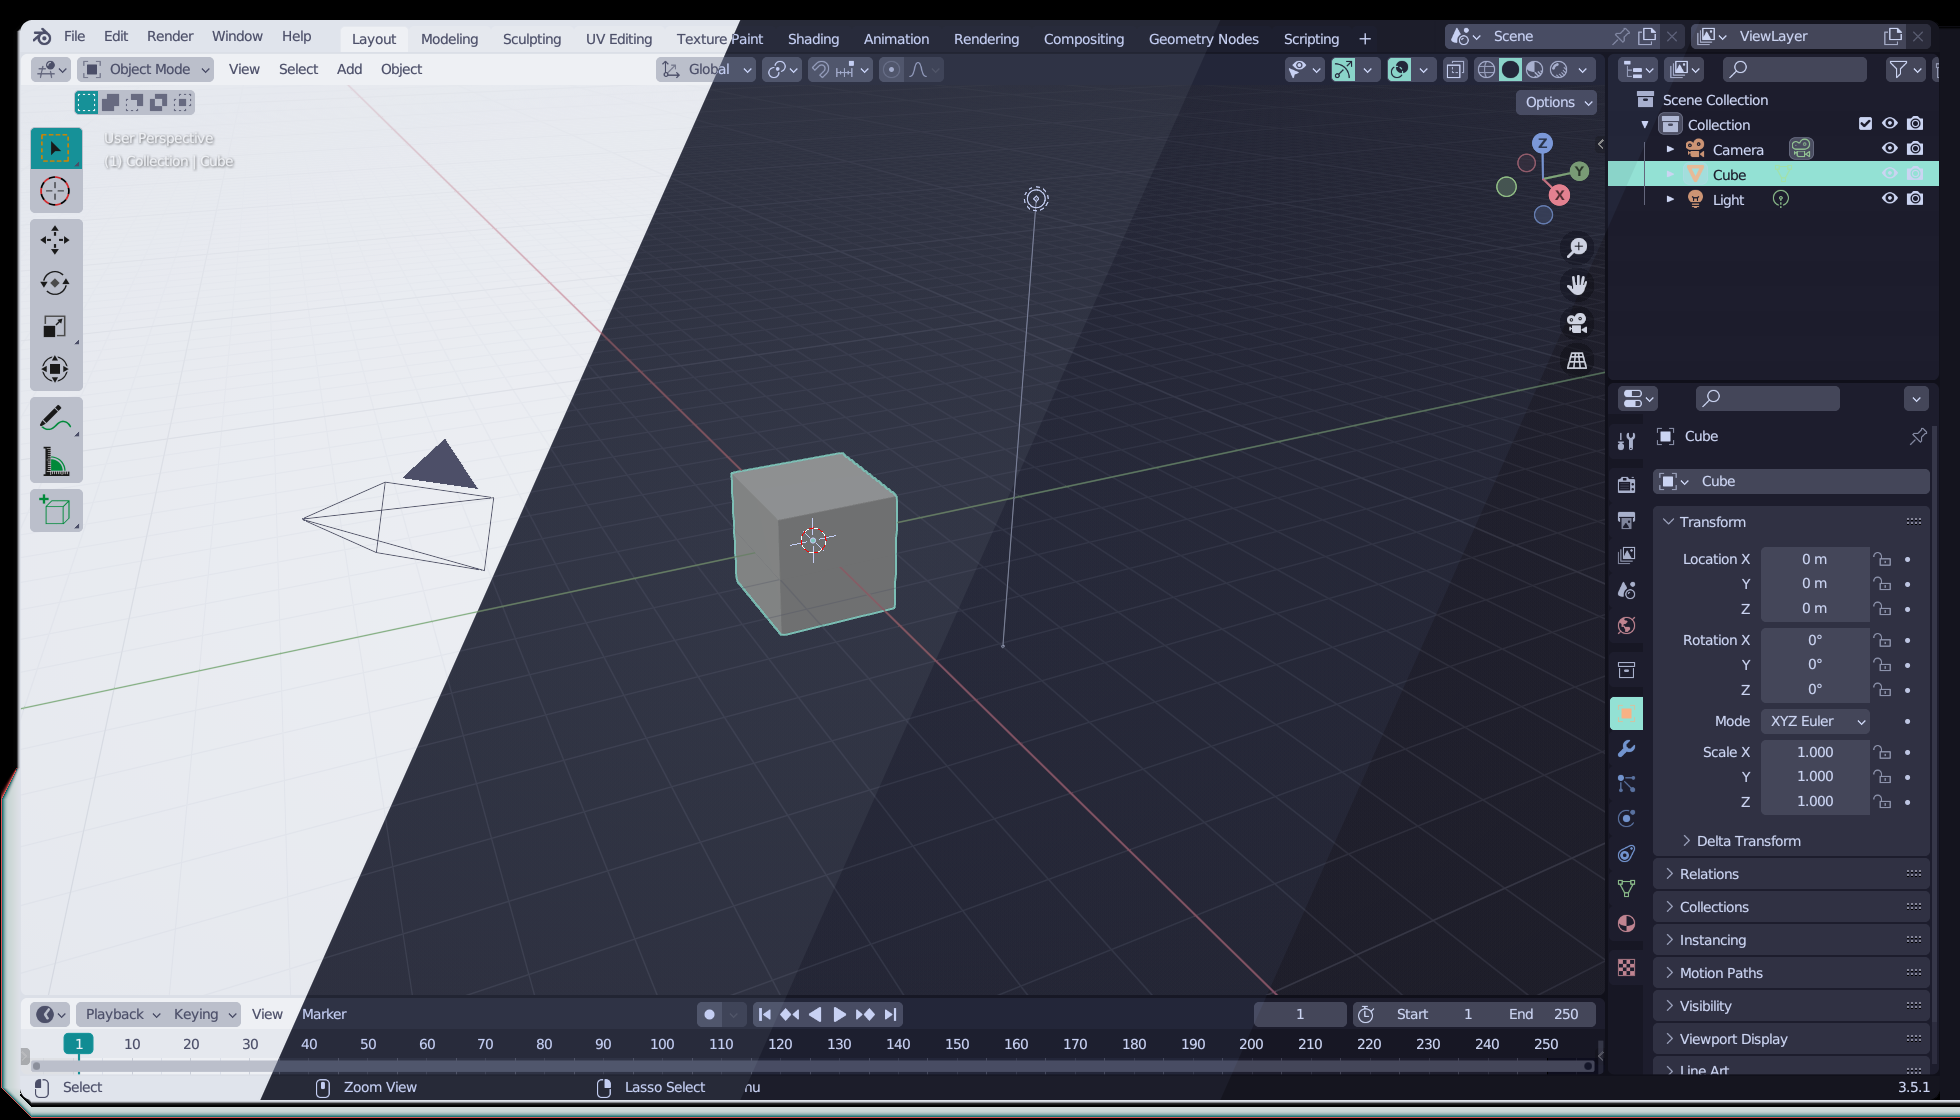 File Edit Render Window Help Layout Modeling Sculpting UV Editing Texture Paint Shading Animation Rendering Compositing Geometry Nodes Scripting + Scene ViewLayer
Object Mode View Select Add Object Global
Options
User Perspective
(1) Collection | Cube
Z
Y
X
Scene Collection
Collection
Camera
Cube
Light
Cube
Cube
Transform
Location X 0 m
Y 0 m
Z 0 m
Rotation X 0°
Y 0°
Z 0°
Mode XYZ Euler
Scale X 1.000
Y 1.000
Z 1.000
Delta Transform
Relations
Collections
Instancing
Motion Paths
Visibility
Viewport Display
Line Art
Playback Keying View Marker 1 Start 1 End 250
1 10 20 30 40 50 60 70 80 90 100 110 120 130 140 150 160 170 180 190 200 210 220 230 240 250
Select Zoom View Lasso Select nu 3.5.1